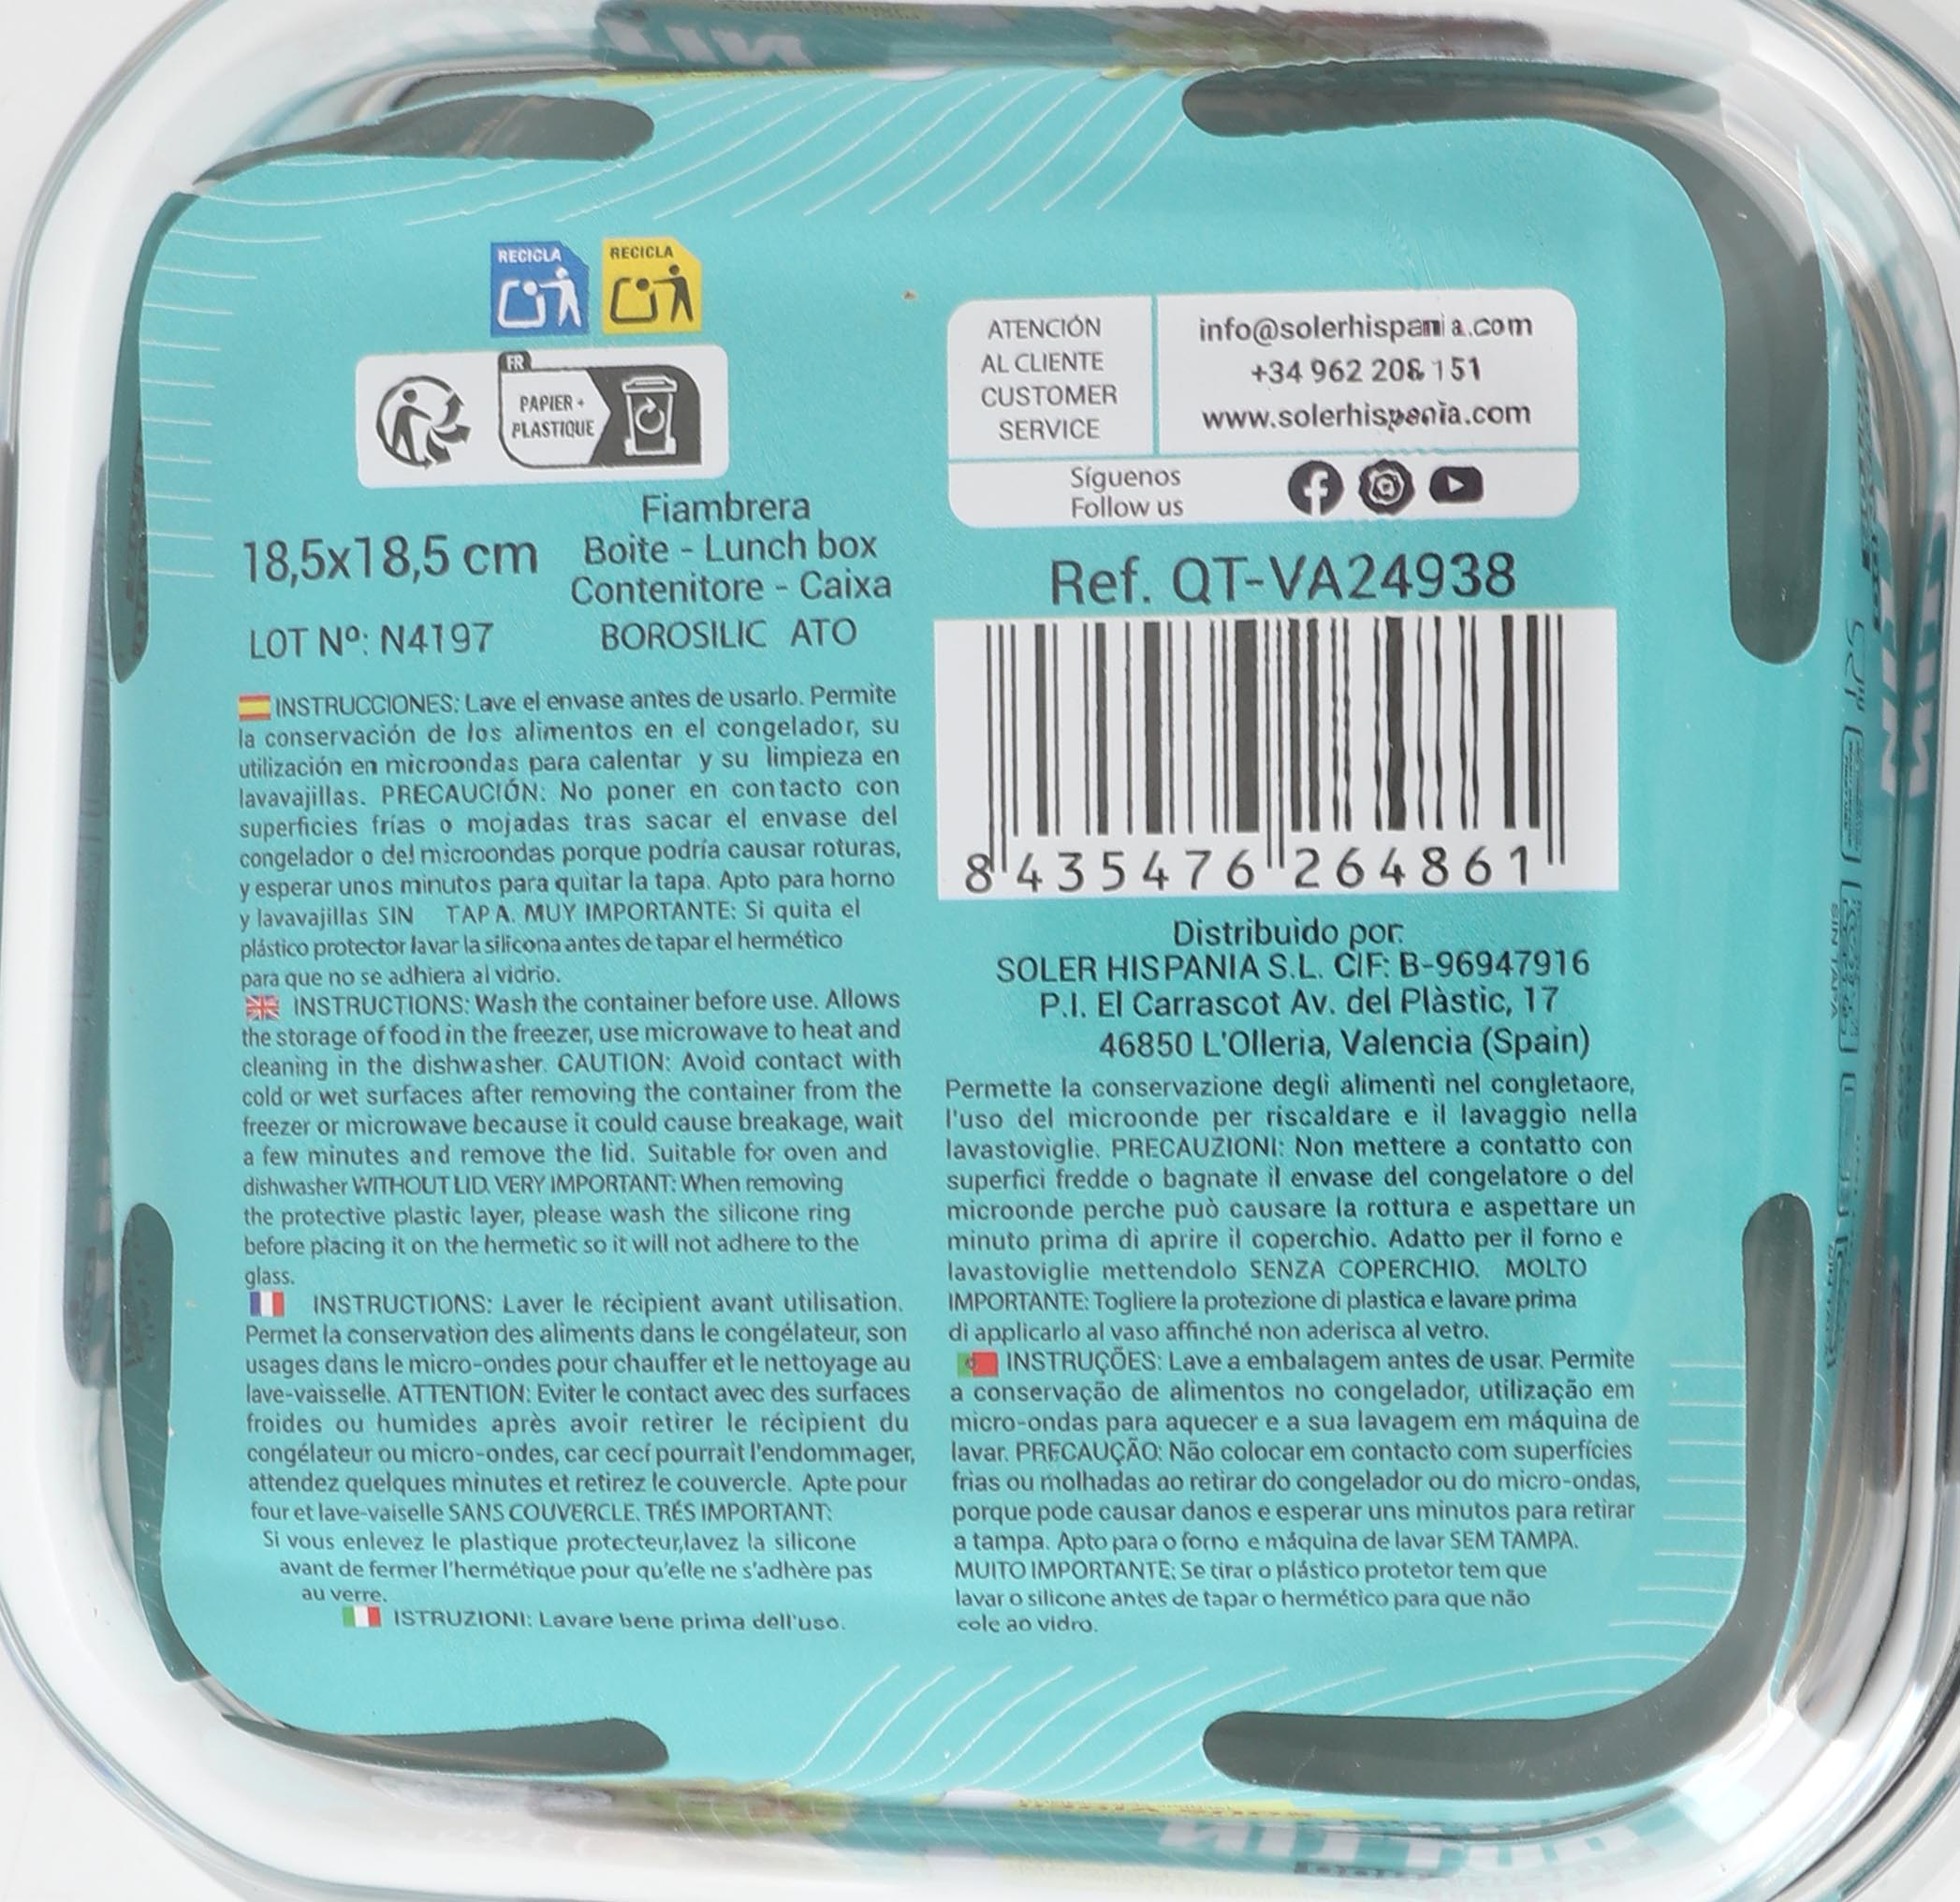 RECICLA
RECICLA
FR
PAPIER +
PLASTIQUE
Fiambrera
18,5x18,5 cm
Boite - Lunch box
Contenitore - Caixa
LOT Nº: N4197
BOROSILIC ATO
INSTRUCCIONES: Lave el envase antes de usarlo. Permite
la conservación de los alimentos en el congelador, su
utilización en microondas para calentar y su limpieza en
lavavajillas. PRECAUCIÓN: No poner en contacto con
superficies frías o mojadas tras sacar el envase del
congelador o del microondas porque podría causar roturas,
y esperar unos minutos para quitar la tapa. Apto para horno
y lavavajillas SIN TAPA. MUY IMPORTANTE: Si quita el
plástico protector lavar la silicona antes de tapar el hermético
para que no se adhiera al vidrio.
INSTRUCTIONS: Wash the container before use. Allows
the storage of food in the freezer, use microwave to heat and
cleaning in the dishwasher. CAUTION: Avoid contact with
cold or wet surfaces after removing the container from the
freezer or microwave because it could cause breakage, wait
a few minutes and remove the lid. Suitable for oven and
dishwasher WITHOUT LID. VERY IMPORTANT: When removing
the protective plastic layer, please wash the silicone ring
before placing it on the hermetic so it will not adhere to the
glass.
INSTRUCTIONS: Laver le récipient avant utilisation.
Permet la conservation des aliments dans le congélateur, son
usages dans le micro-ondes pour chauffer et le nettoyage au
lave-vaisselle. ATTENTION: Eviter le contact avec des surfaces
froides ou humides après avoir retirer le récipient du
congélateur ou micro-ondes, car ceci pourrait l'endommager,
attendez quelques minutes et retirez le couvercle. Apte pour
four et lave-vaiselle SANS COUVERCLE. TRÉS IMPORTANT:
Si vous enlevez le plastique protecteur,lavez la silicone
avant de fermer l'hermétique pour qu'elle ne s'adhère pas
au verre.
ISTRUZIONI: Lavare bene prima dell'uso.
ATENCIÓN
AL CLIENTE
CUSTOMER
SERVICE
info@solerhispania.com
+34 962 208 151
www.solerhispania.com
Síguenos
Follow us
Ref. QT-VA24938
8 435476 264861
Distribuido por:
SOLER HISPANIA S.L. CIF: B-96947916
P.I. El Carrascot Av. del Plàstic, 17
46850 L'Olleria, Valencia (Spain)
Permette la conservazione degli alimenti nel congletaore,
l'uso del microonde per riscaldare e il lavaggio nella
lavastoviglie. PRECAUZIONI: Non mettere a contatto con
superfici fredde o bagnate il envase del congelatore o del
microonde perche può causare la rottura e aspettare un
minuto prima di aprire il coperchio. Adatto per il forno e
lavastoviglie mettendolo SENZA COPERCHIO. MOLTO
IMPORTANTE: Togliere la protezione di plastica e lavare prima
di applicarlo al vaso affinché non aderisca al vetro.
INSTRUÇÕES: Lave a embalagem antes de usar. Permite
a conservação de alimentos no congelador, utilização em
micro-ondas para aquecer e a sua lavagem em máquina de
lavar. PRECAUÇÃO: Não colocar em contacto com superfícies
frias ou molhadas ao retirar do congelador ou do micro-ondas,
porque pode causar danos e esperar uns minutos para retirar
a tampa. Apto para o forno e máquina de lavar SEM TAMPA.
MUITO IMPORTANTE: Se tirar o plástico protetor tem que
lavar o silicone antes de tapar o hermético para que não
cole ao vidro.
SIN TAPA